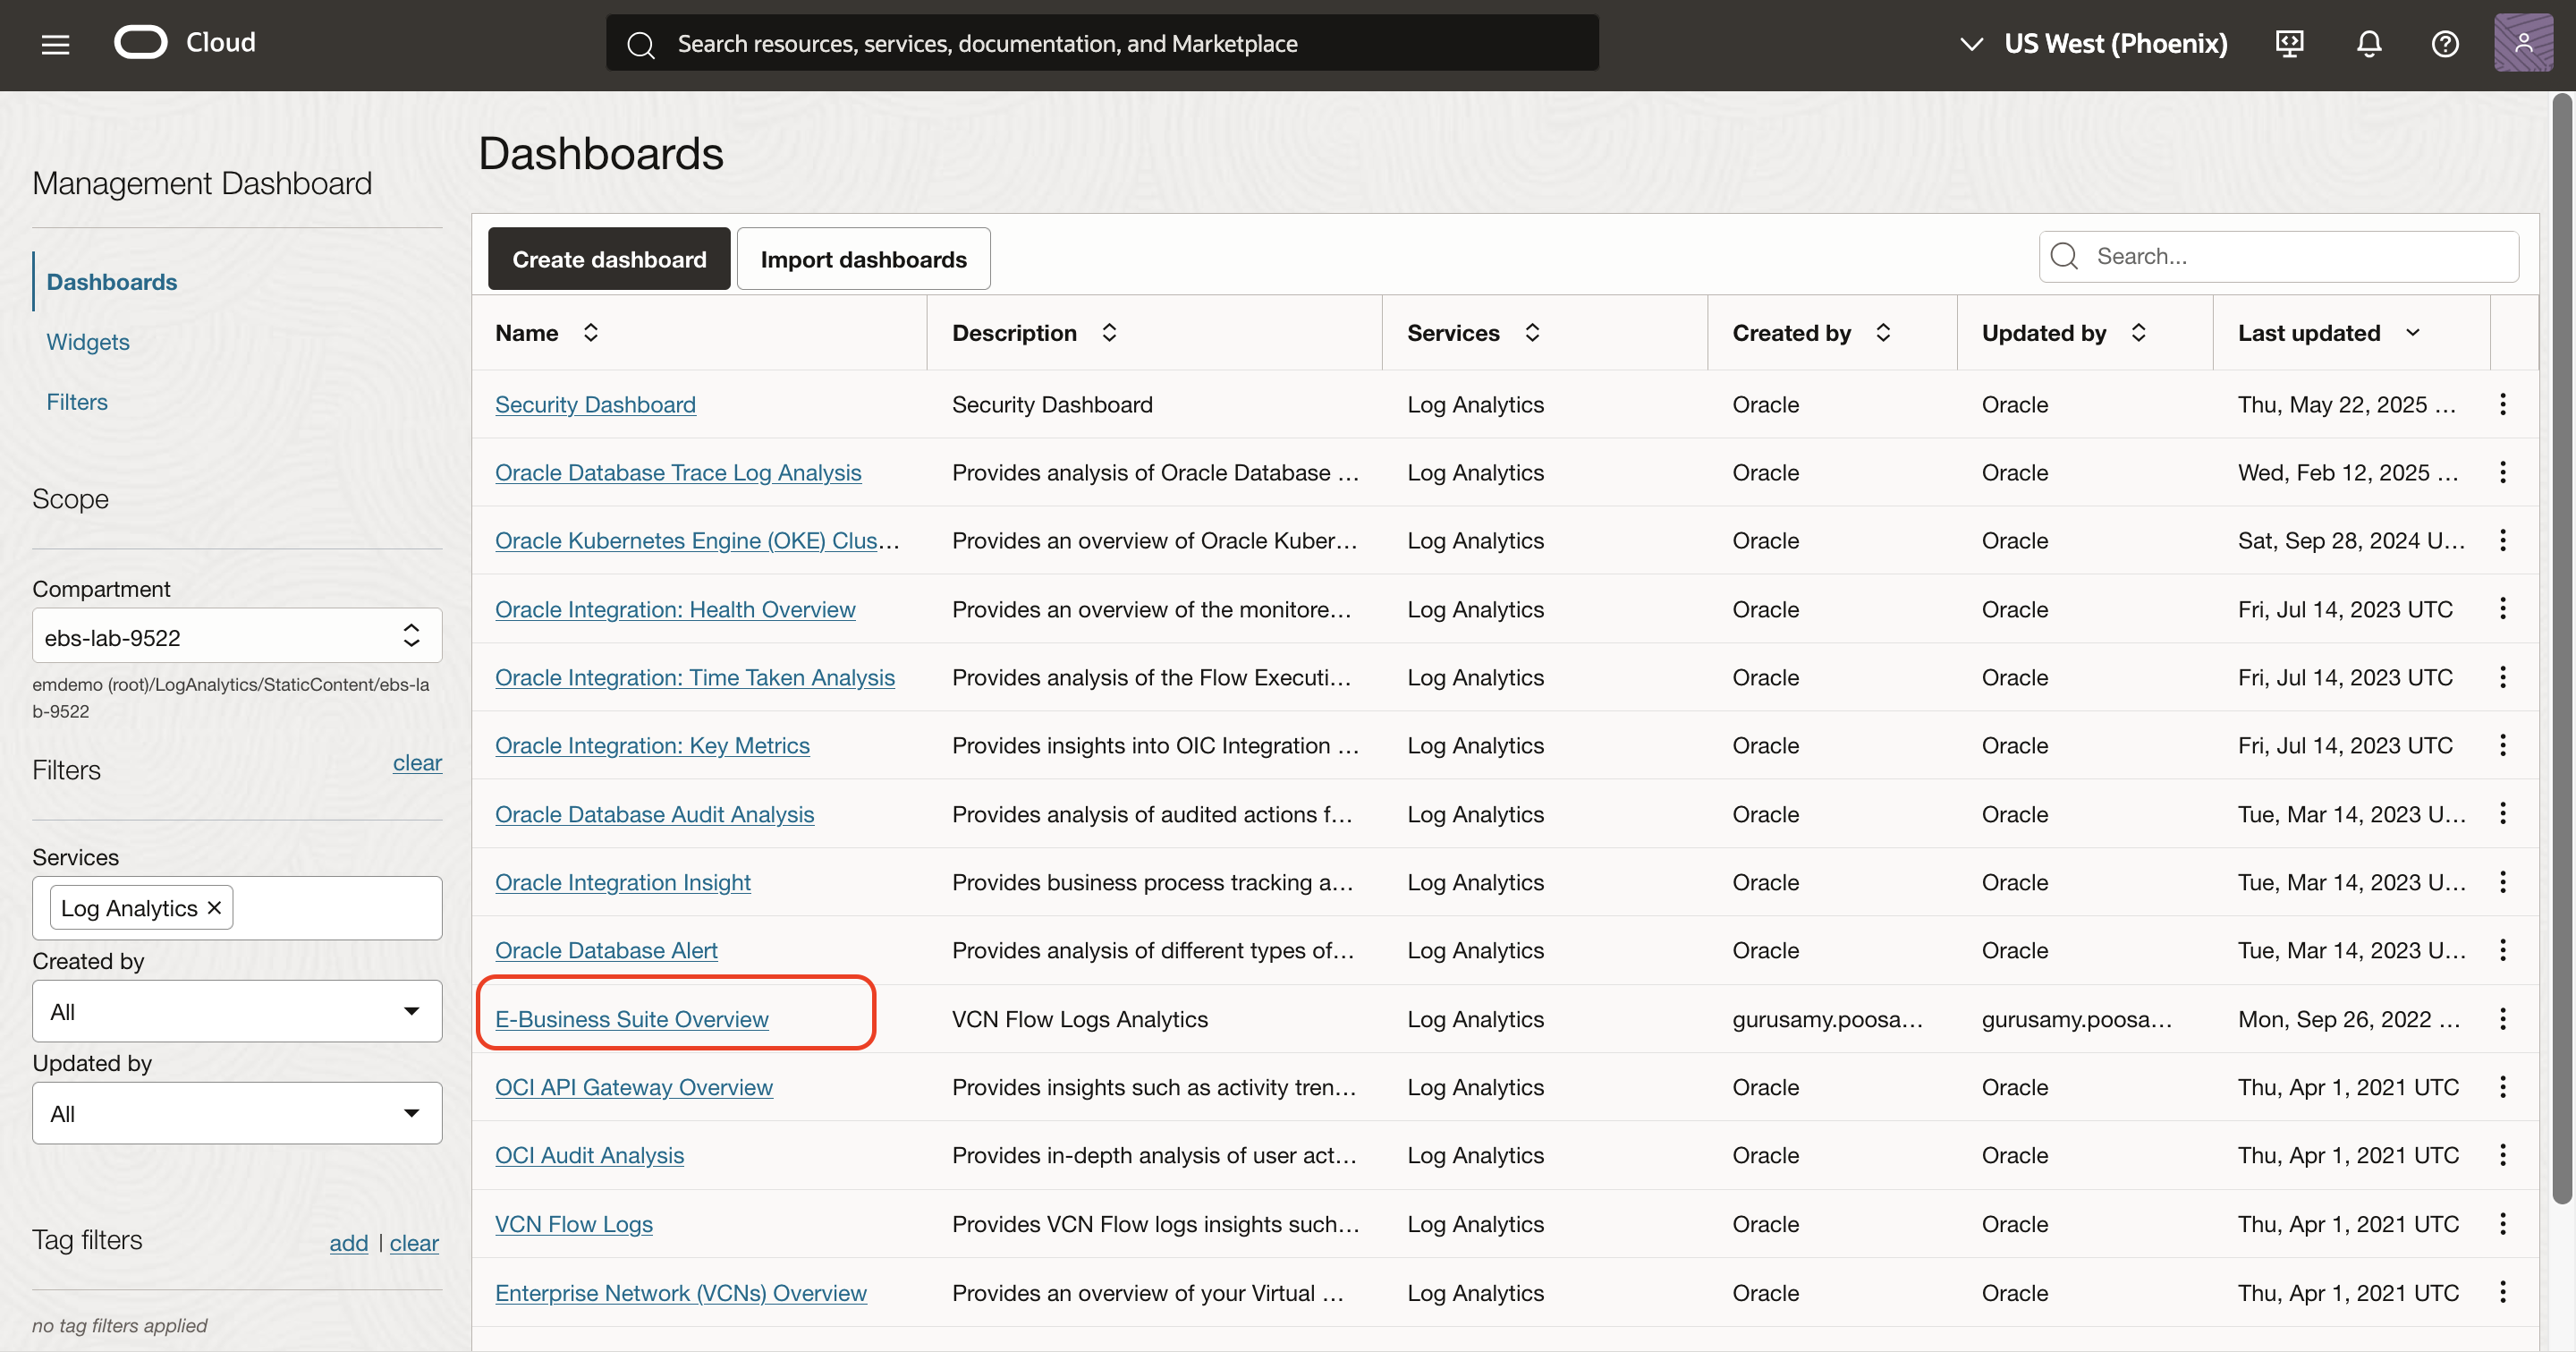 Cloud
Search resources, services, documentation, and Marketplace
US West (Phoenix)
Management Dashboard
Dashboards
Widgets
Filters
Scope
Compartment
ebs-lab-9522
emdemo (root)/LogAnalytics/StaticContent/ebs-la
b-9522
Filters clear
Services
Log Analytics ×
Created by
All
Updated by
All
Tag filters add | clear
no tag filters applied
Dashboards
Create dashboard Import dashboards Search...
Name Description Services Created by Updated by Last updated
Security Dashboard Security Dashboard Log Analytics Oracle Oracle Thu, May 22, 2025 ...
Oracle Database Trace Log Analysis Provides analysis of Oracle Database ... Log Analytics Oracle Oracle Wed, Feb 12, 2025 ...
Oracle Kubernetes Engine (OKE) Clus... Provides an overview of Oracle Kuber... Log Analytics Oracle Oracle Sat, Sep 28, 2024 U...
Oracle Integration: Health Overview Provides an overview of the monitore... Log Analytics Oracle Oracle Fri, Jul 14, 2023 UTC
Oracle Integration: Time Taken Analysis Provides analysis of the Flow Executi... Log Analytics Oracle Oracle Fri, Jul 14, 2023 UTC
Oracle Integration: Key Metrics Provides insights into OIC Integration ... Log Analytics Oracle Oracle Fri, Jul 14, 2023 UTC
Oracle Database Audit Analysis Provides analysis of audited actions f... Log Analytics Oracle Oracle Tue, Mar 14, 2023 U...
Oracle Integration Insight Provides business process tracking a... Log Analytics Oracle Oracle Tue, Mar 14, 2023 U...
Oracle Database Alert Provides analysis of different types of... Log Analytics Oracle Oracle Tue, Mar 14, 2023 U...
E-Business Suite Overview VCN Flow Logs Analytics Log Analytics gurusamy.poosa... gurusamy.poosa... Mon, Sep 26, 2022 ...
OCI API Gateway Overview Provides insights such as activity tren... Log Analytics Oracle Oracle Thu, Apr 1, 2021 UTC
OCI Audit Analysis Provides in-depth analysis of user act... Log Analytics Oracle Oracle Thu, Apr 1, 2021 UTC
VCN Flow Logs Provides VCN Flow logs insights such... Log Analytics Oracle Oracle Thu, Apr 1, 2021 UTC
Enterprise Network (VCNs) Overview Provides an overview of your Virtual ... Log Analytics Oracle Oracle Thu, Apr 1, 2021 UTC